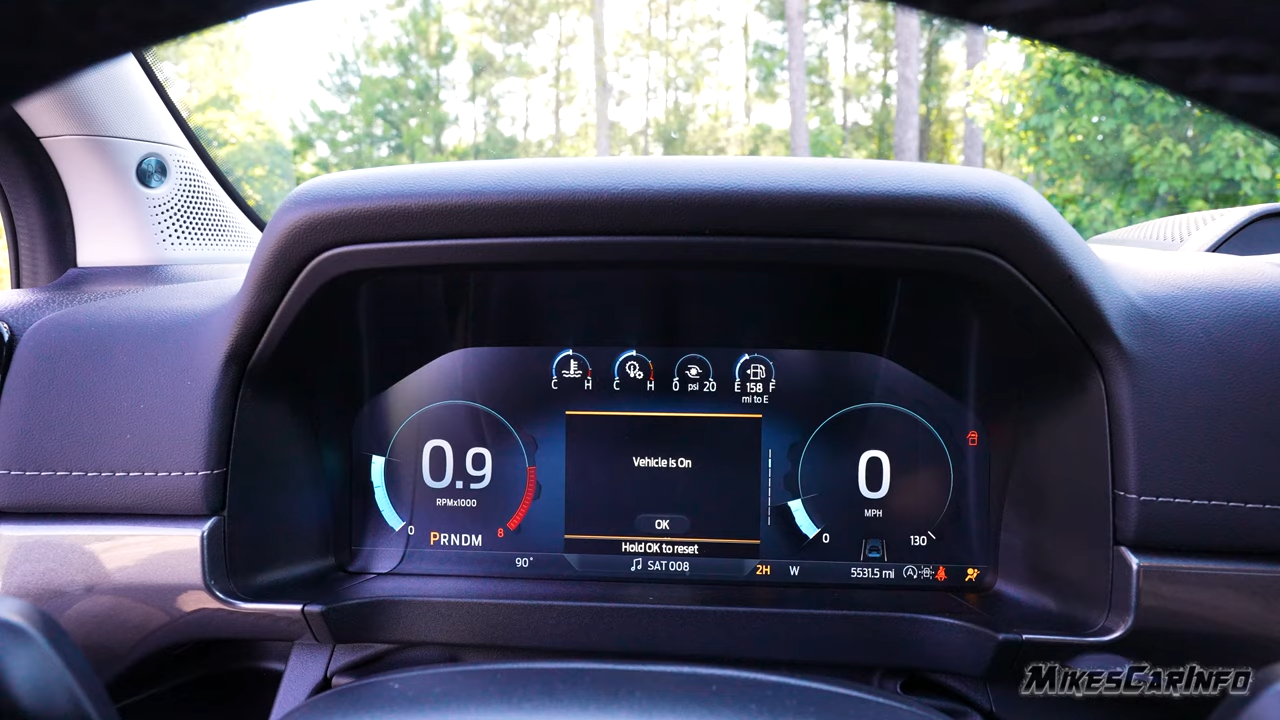 C H
C H
0 psi 20
E 158 F
mi to E
0.9
RPMx1000
0
8
PRNDM
Vehicle is On
OK
Hold OK to reset
0
MPH
0
130
90°
SAT 008
2H
W
5531.5 mi
A
MIKESCARINFO